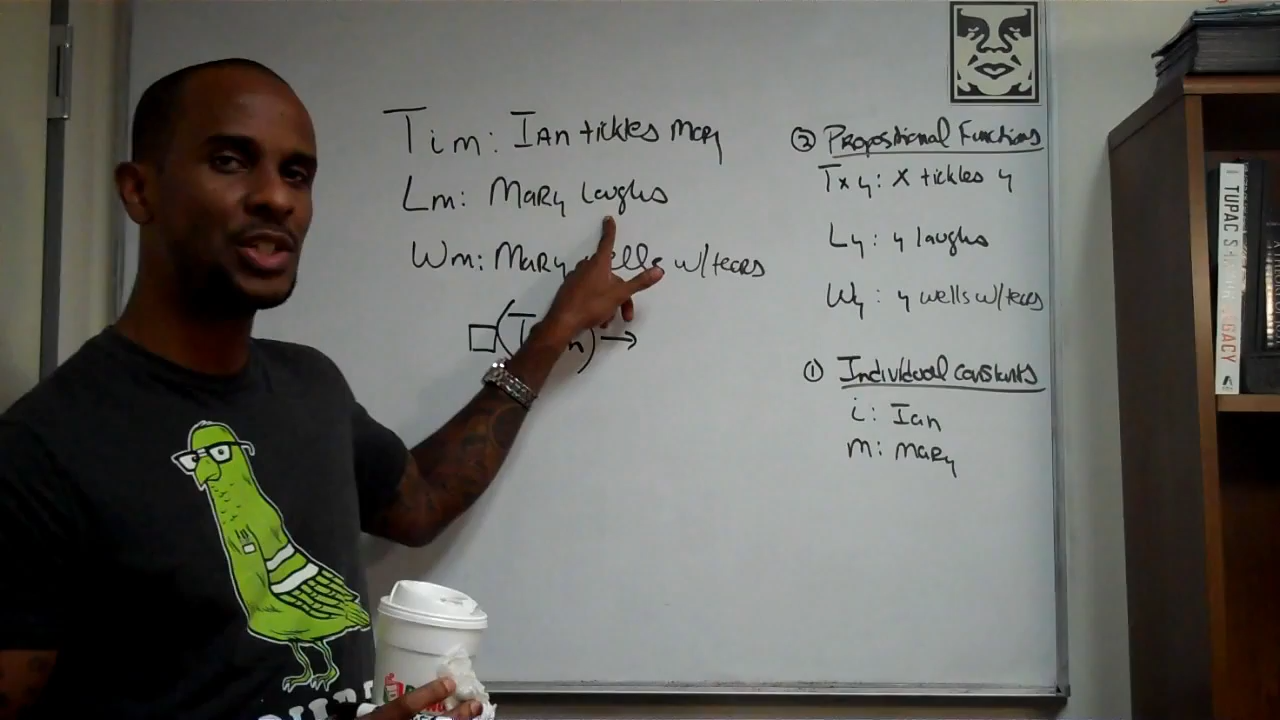 Tim: Ian tickles Mary
Lm: Mary laughs
Wm: Mary wells w/tears
□(T →
② Propositional Functions
Txy: x tickles y
Ly: y laughs
Wy: y wells w/tears
① Individual constants
i: Ian
m: Mary
TUPAC
LEGACY